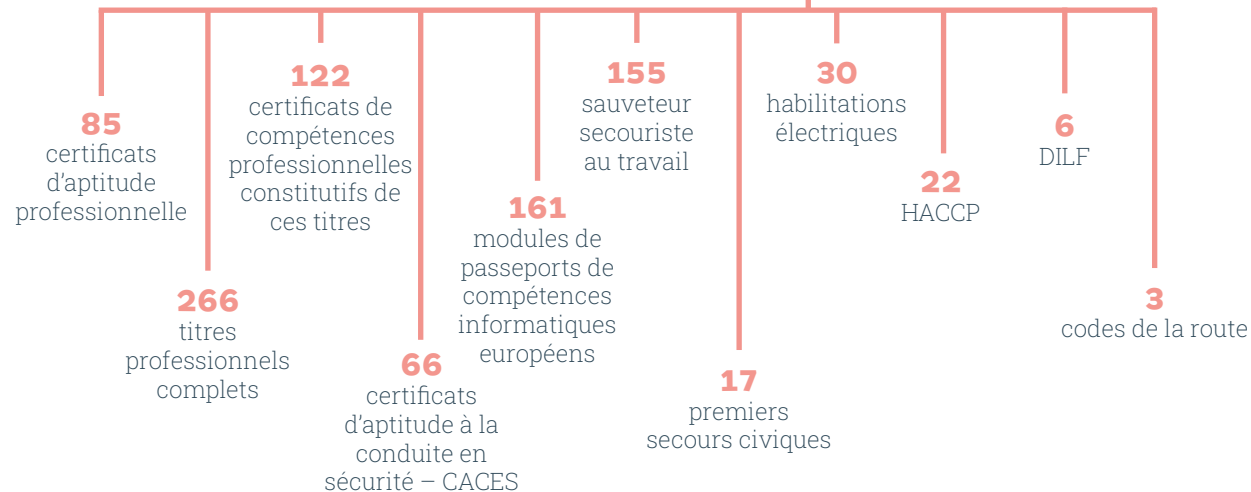 85
certificats
d'aptitude
professionnelle
266
titres
professionnels
complets
122
certificats de
compétences
professionnelles
constitutifs de
ces titres
66
certificats
d'aptitude à la
conduite en
sécurité – CACES
161
modules de
passeports de
compétences
informatiques
européens
155
sauveteur
secouriste
au travail
17
premiers
secours civiques
30
habilitations
électriques
22
HACCP
6
DILF
3
codes de la route